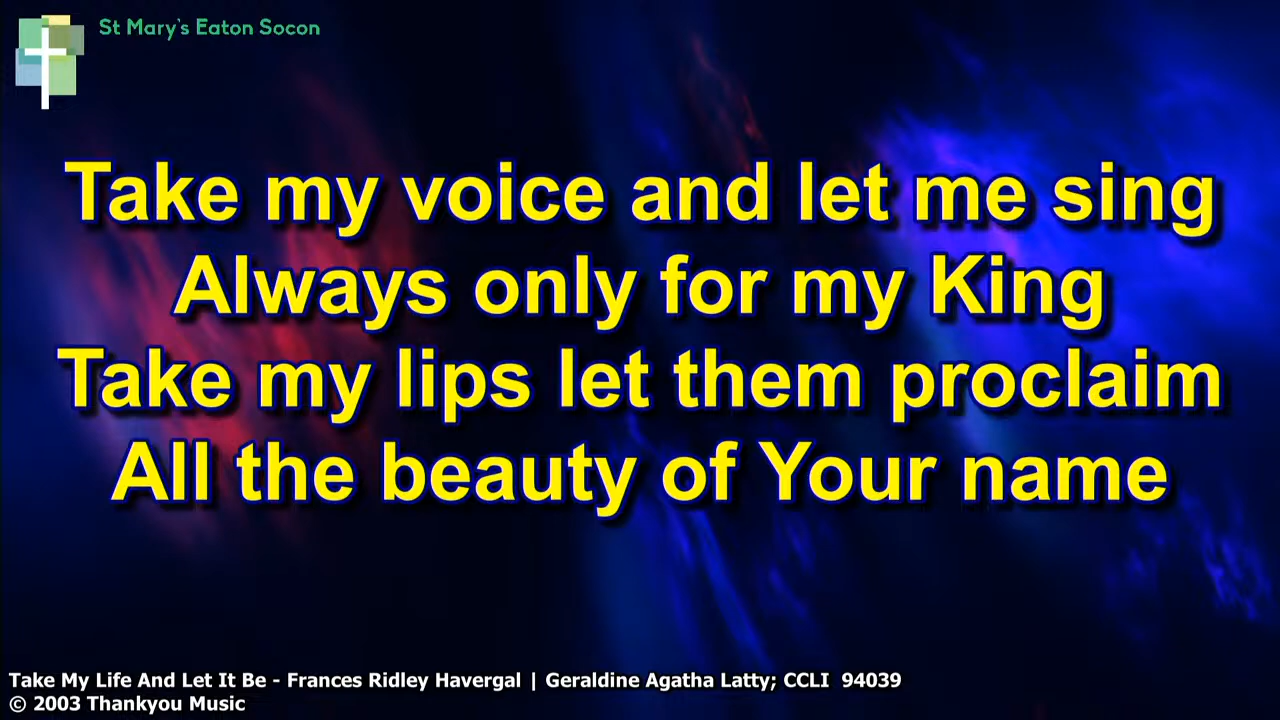 St Mary's Eaton Socon
Take my voice and let me sing
Always only for my King
Take my lips let them proclaim
All the beauty of Your name
Take My Life And Let It Be - Frances Ridley Havergal | Geraldine Agatha Latty; CCLI  94039
© 2003 Thankyou Music